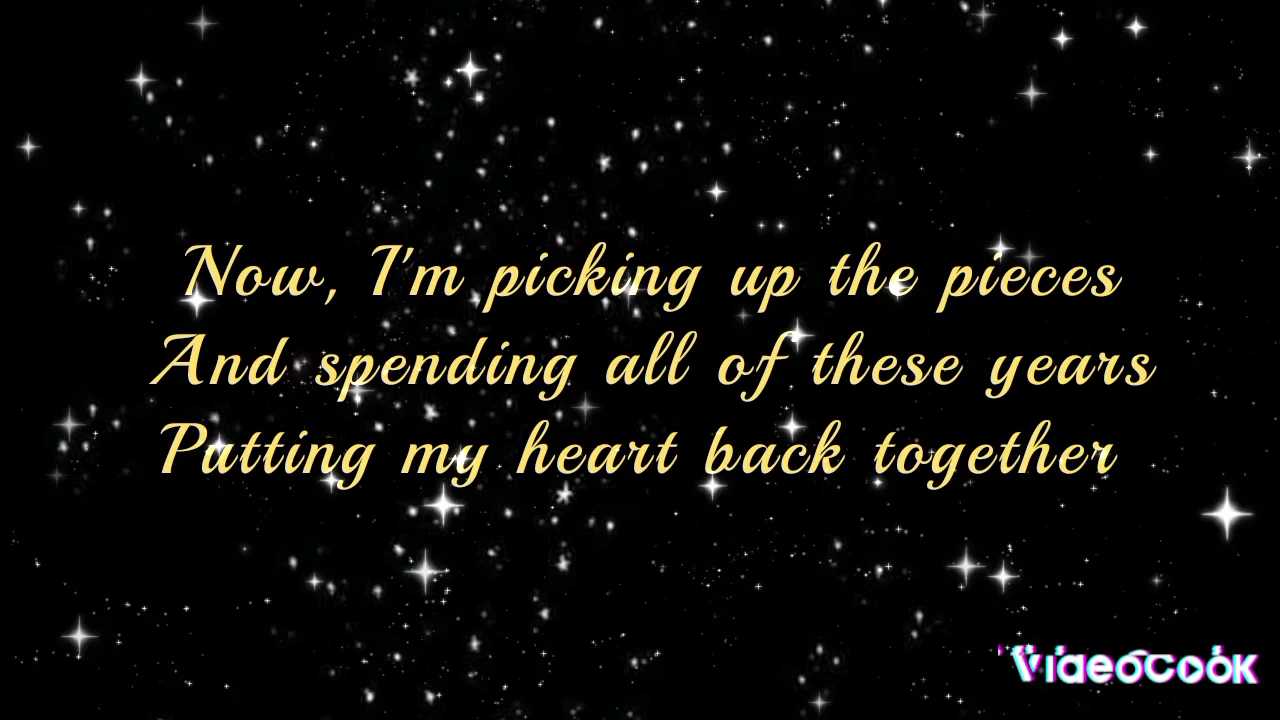 Now, I'm picking up the pieces
And spending all of these years
Putting my heart back together
VIDEOCOOK